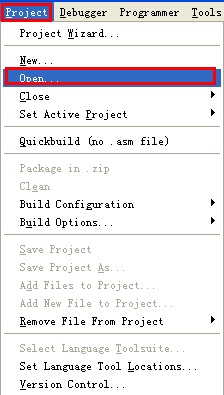 Project Debugger Programmer Tools
Project Wizard...
New...
Open...
Close
Set Active Project
Quickbuild (no .asm file)
Package in .zip
Clean
Build Configuration
Build Options...
Save Project
Save Project As...
Add Files to Project...
Add New File to Project...
Remove File From Project
Select Language Toolsuite...
Set Language Tool Locations...
Version Control...